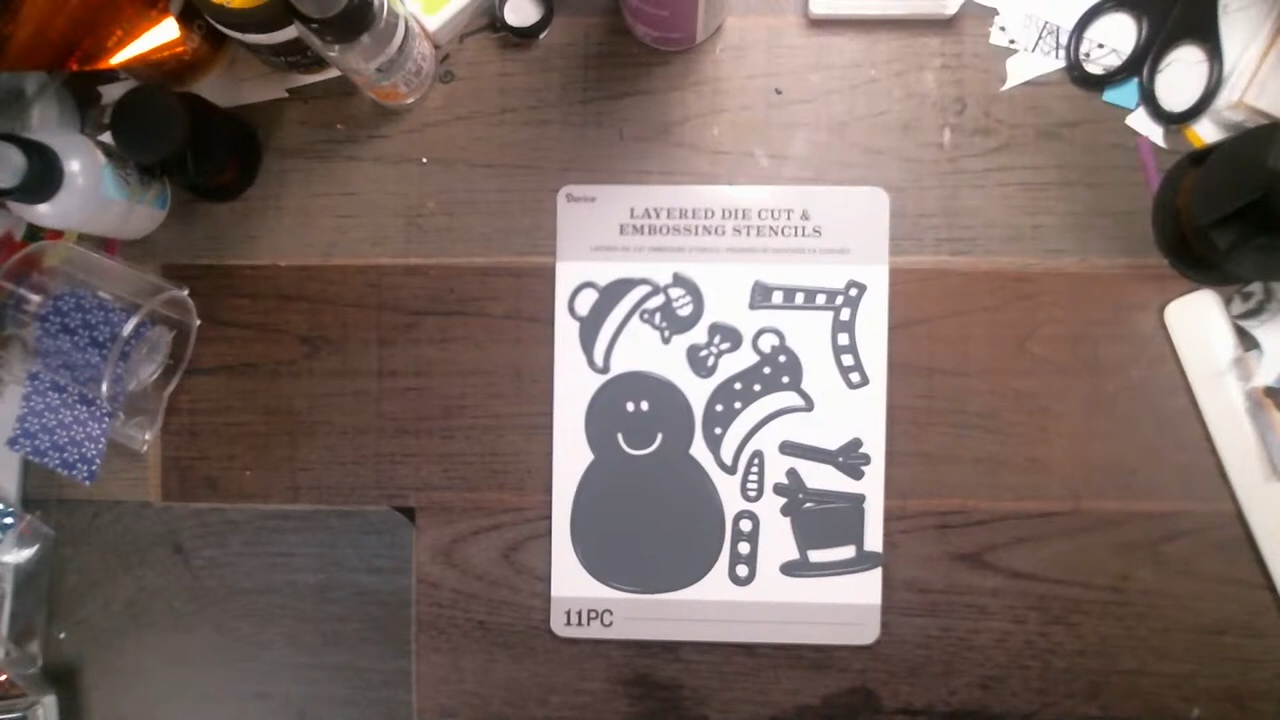 Darice
LAYERED DIE CUT &
EMBOSSING STENCILS
11PC